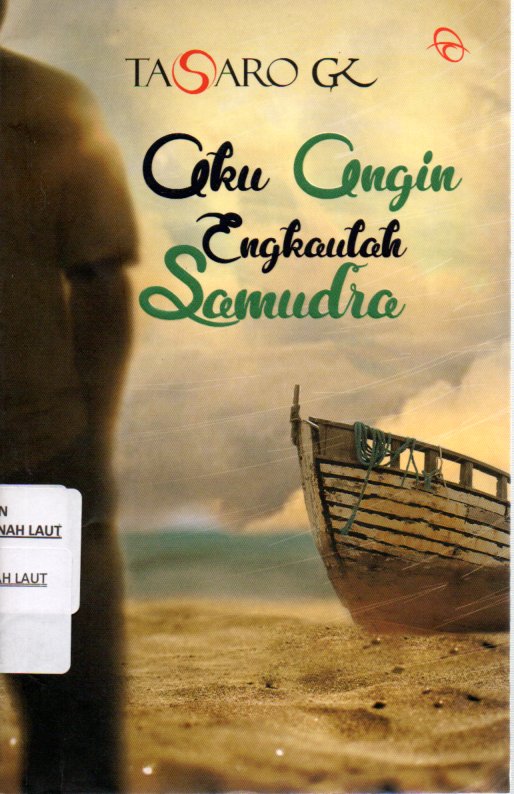 TASARO GK
Aku Angin
Engkaulah
Samudra
NAH LAUT
AH LAUT